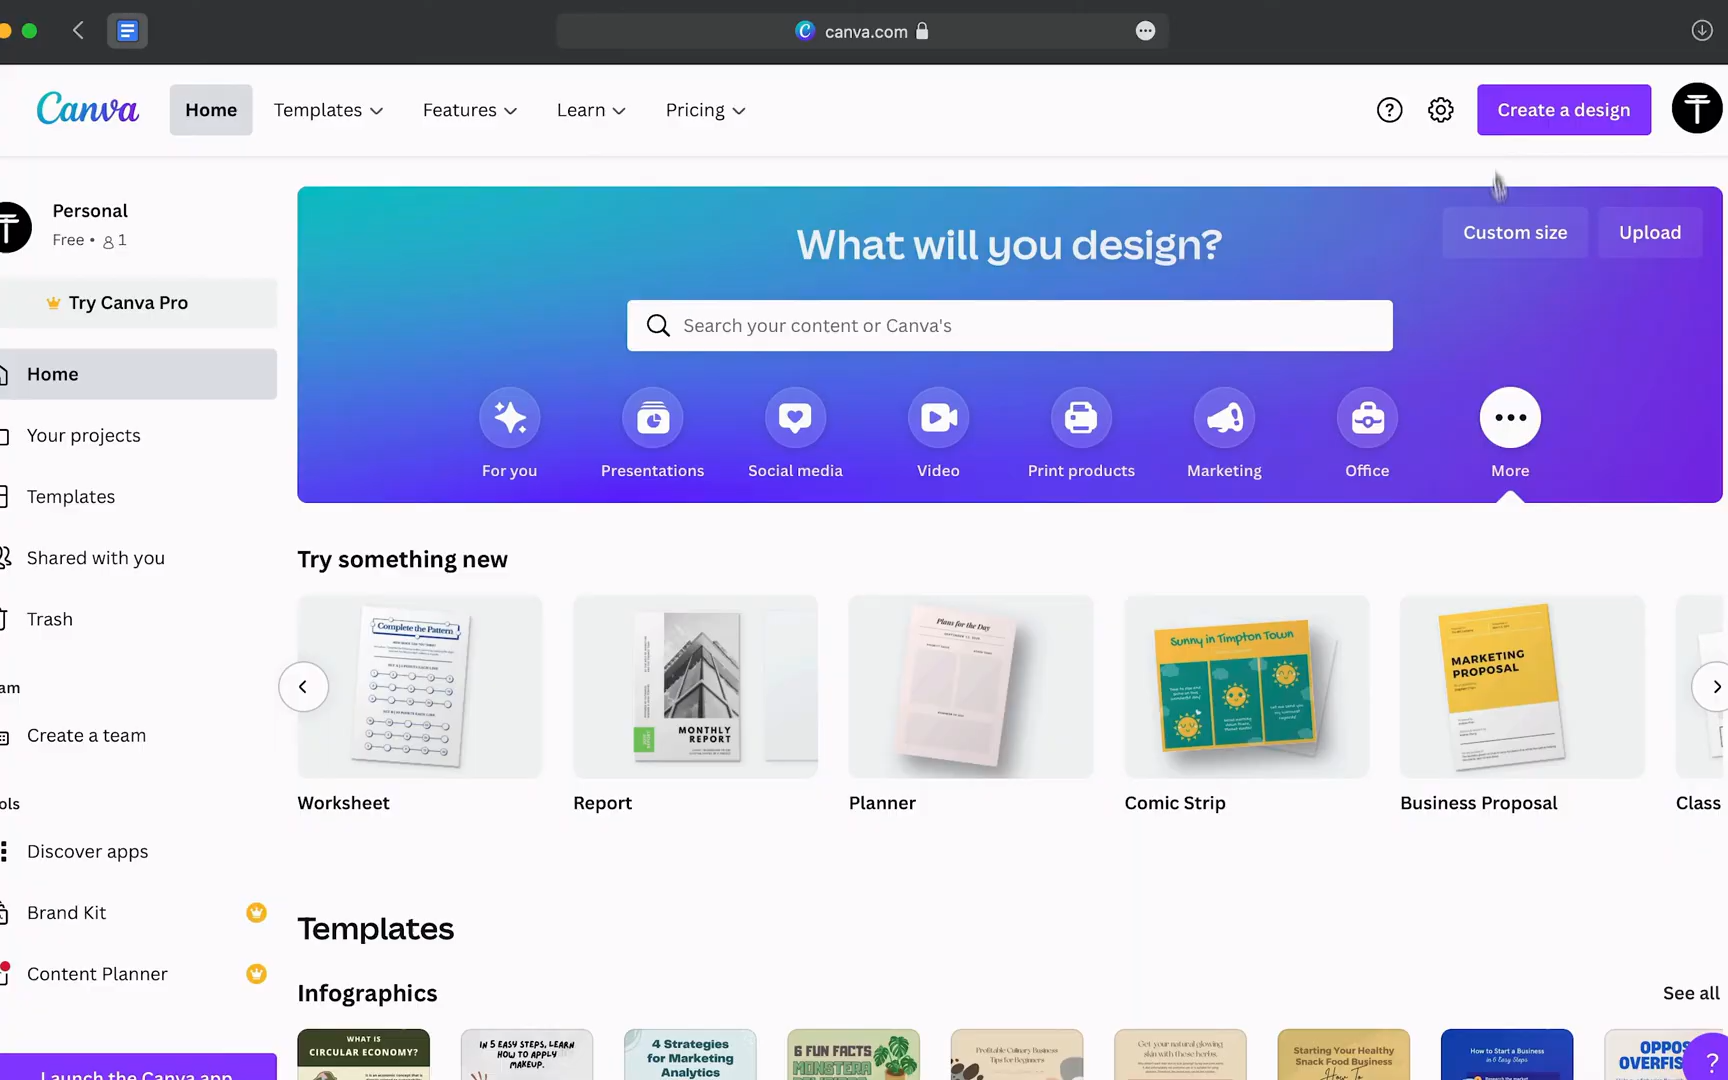 canva.com
Canva
Home
Templates
Features
Learn
Pricing
Create a design
Personal
Free • 1
Try Canva Pro
Home
Your projects
Templates
Shared with you
Trash
am
Create a team
ols
Discover apps
Brand Kit
Content Planner
Launch the Canva app
What will you design?
Custom size
Upload
Search your content or Canva's
For you
Presentations
Social media
Video
Print products
Marketing
Office
More
Try something new
Complete the Pattern
MONTHLY
REPORT
Plans for the Day
Sunny in Timpton Town
MARKETING
PROPOSAL
Worksheet
Report
Planner
Comic Strip
Business Proposal
Class
Templates
Infographics
See all
WHAT IS
CIRCULAR ECONOMY?
IN 5 EASY STEPS, LEARN
HOW TO APPLY
MAKEUP.
4 Strategies
for Marketing
Analytics
6 FUN FACTS
MONSTERA
Profitable Culinary Business
Tips for Beginners
Get your natural glowing
skin with these herbs.
Starting Your Healthy
Snack Food Business
How To
How to Start a Business
in 6 Easy Steps
OPPOS
OVERFIS
?